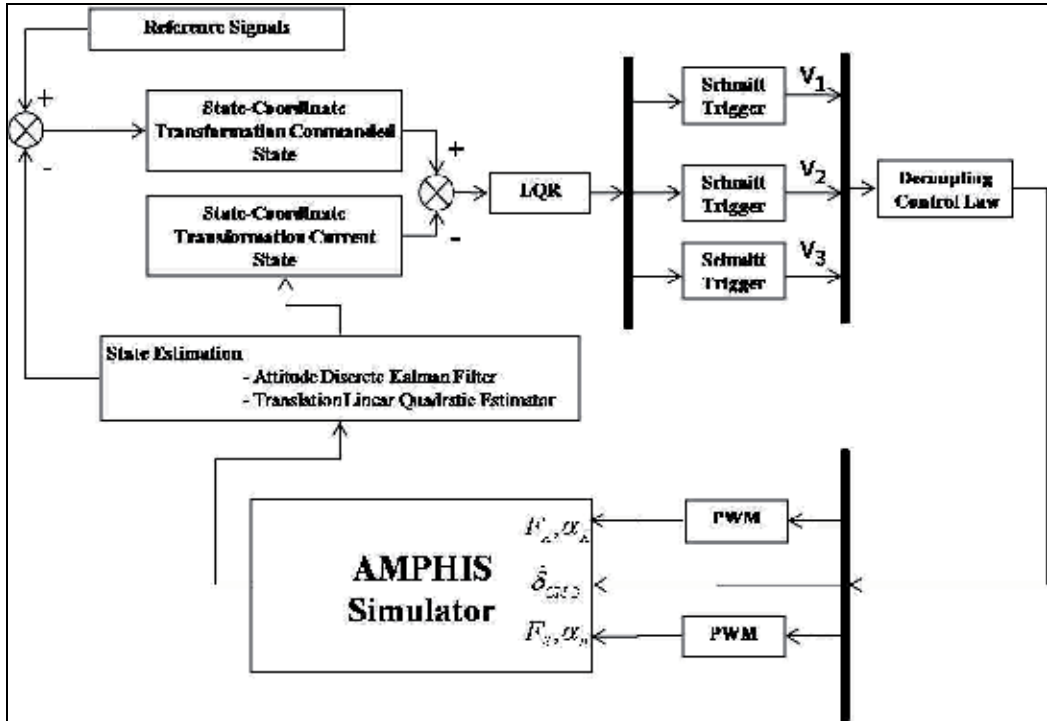 Reference Signals
+
-
State-Coordinate
Transformation Commanded
State
State-Coordinate
Transformation Current
State
+
-
LQR
Schmitt
Trigger
V1
Schmitt
Trigger
V2
Schmitt
Trigger
V3
Decoupling
Control Law
State Estimation
- Attitude Discrete Kalman Filter
- Translation Linear Quadratic Estimator
AMPHIS
Simulator
F , α
δ̇
F , α
PWM
PWM